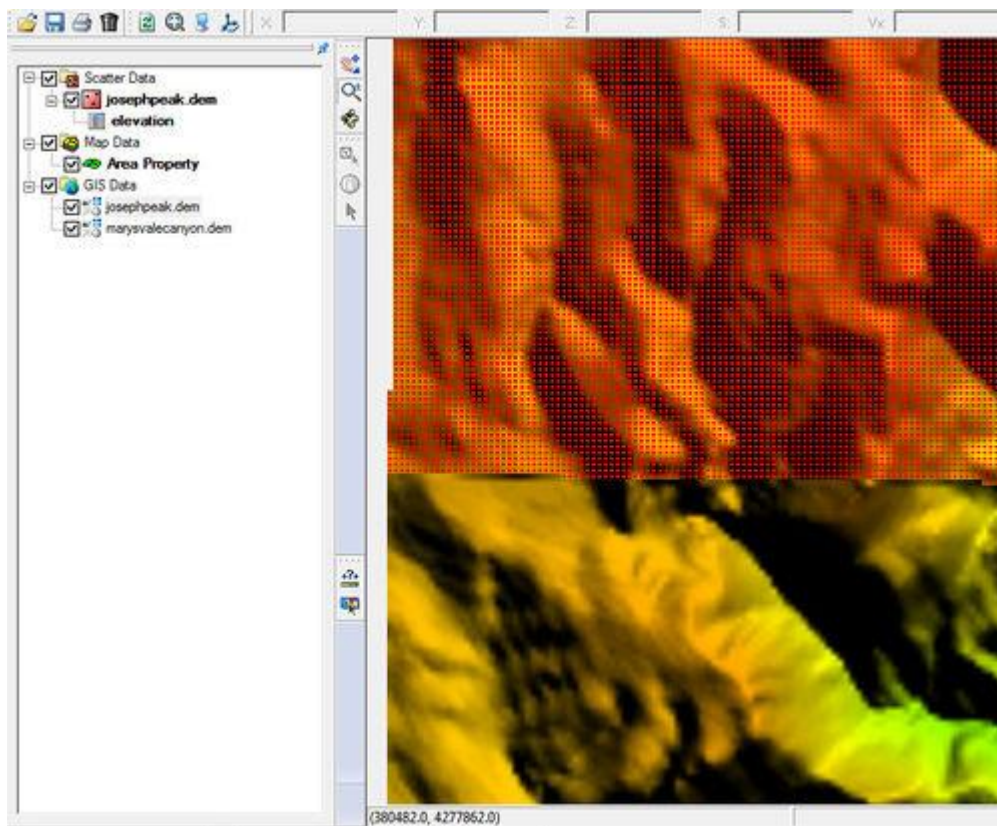 X: Y: Z: S: Vx:
Scatter Data
josephpeak.dem
elevation
Map Data
Area Property
GIS Data
josephpeak.dem
marysvalecanyon.dem
(380482.0, 4277862.0)